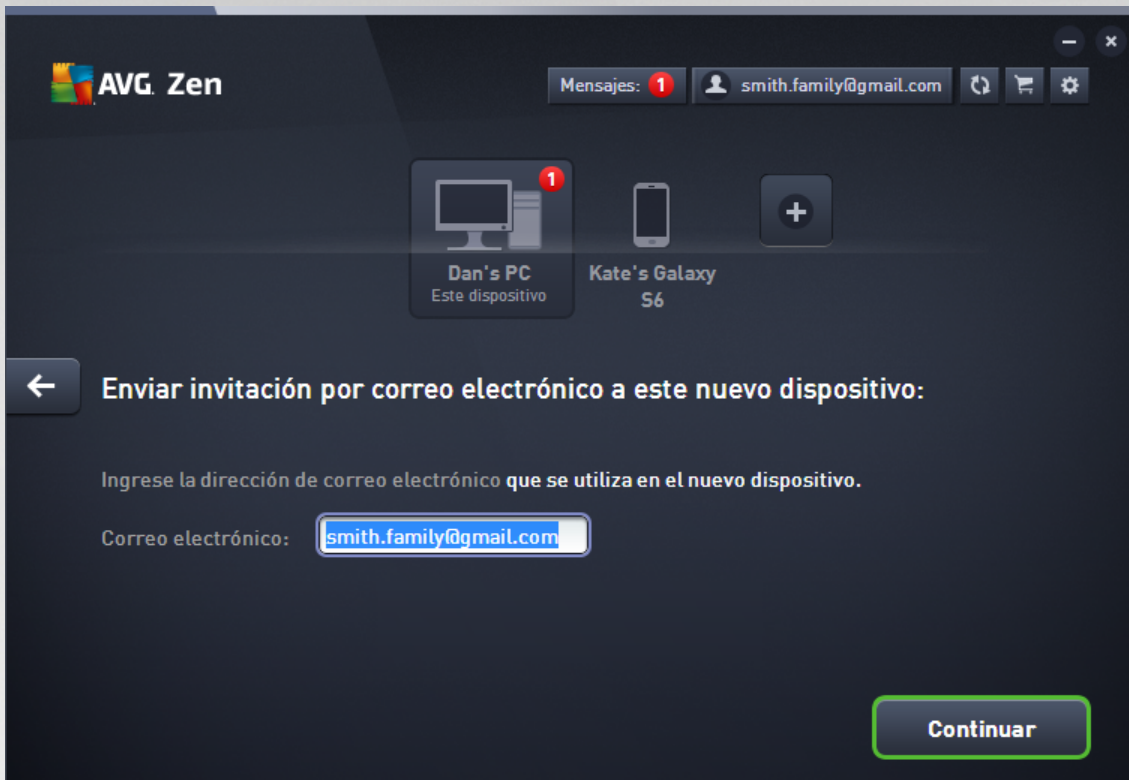 AVG. Zen
Mensajes: 1
smith.family@gmail.com
1
Dan's PC
Este dispositivo
Kate's Galaxy
S6
Enviar invitación por correo electrónico a este nuevo dispositivo:
Ingrese la dirección de correo electrónico que se utiliza en el nuevo dispositivo.
Correo electrónico: smith.family@gmail.com
Continuar